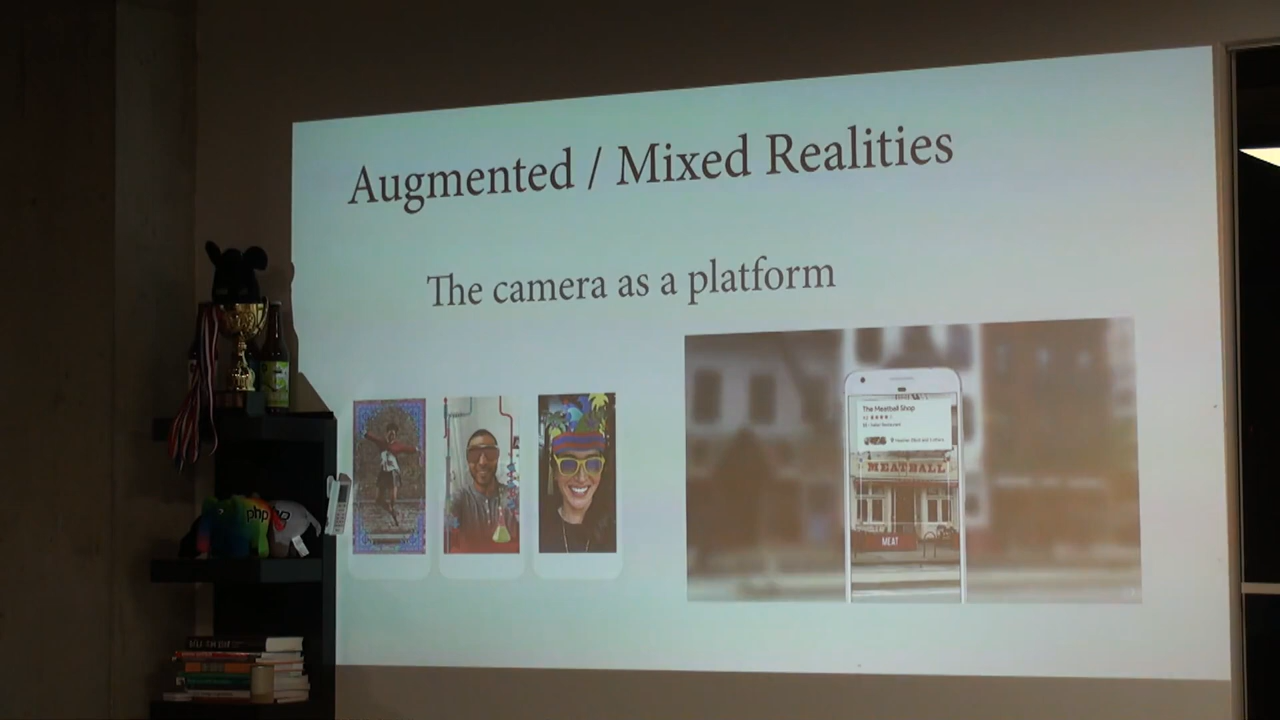 Augmented / Mixed Realities
The camera as a platform
The Meatball Shop
MEATBALL
MEAT
php